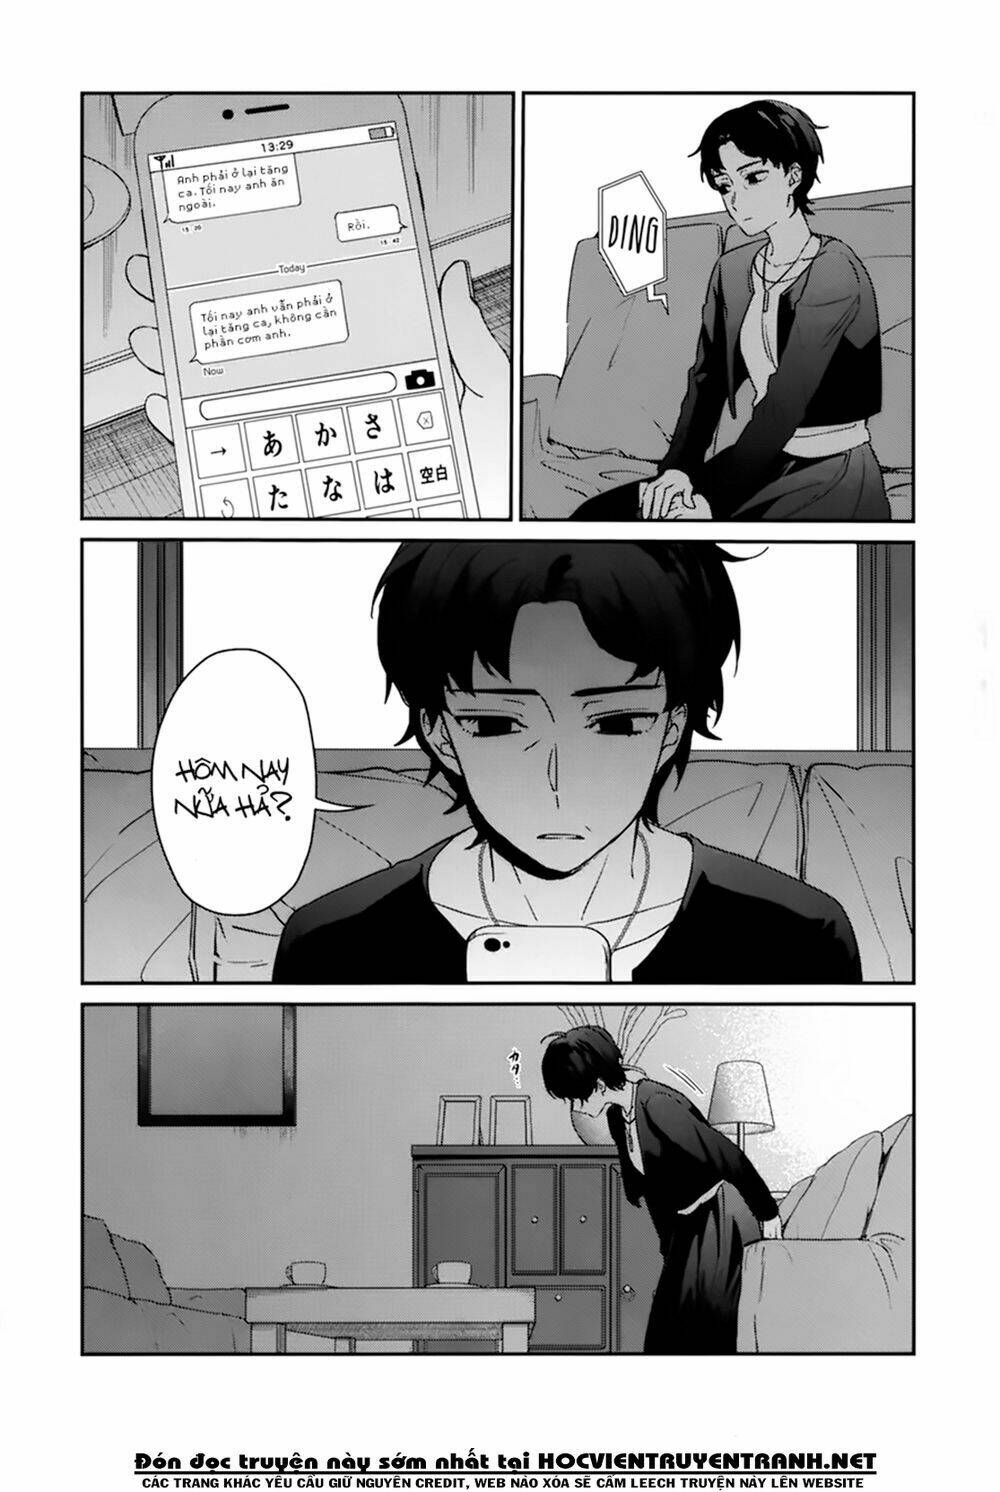 DING
13:29
Anh phải ở lại tăng
ca. Tối nay anh ăn
ngoài.
15:20
Rồi.
15:42
Today
Tối nay anh vẫn phải ở
lại tăng ca, không cần
phần cơm anh.
Now
→ あ か さ
た な は 空白
HÔM NAY
NỮA HẢ?
カタ…
Đón đọc truyện này sớm nhất tại HOCVIENTRUYENTRANH.NET
CÁC TRANG KHÁC YÊU CẦU GIỮ NGUYÊN CREDIT, WEB NÀO XÓA SẼ CẤM LEECH TRUYỆN NÀY LÊN WEBSITE